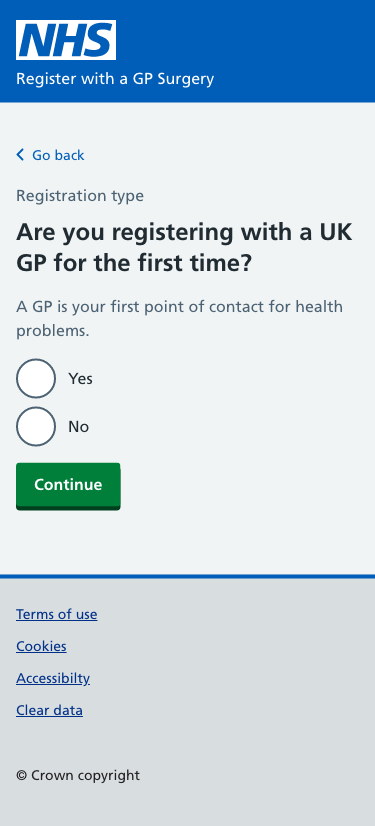 NHS
Register with a GP Surgery
Go back
Registration type
Are you registering with a UK
GP for the first time?
A GP is your first point of contact for health
problems.
Yes
No
Continue
Terms of use
Cookies
Accessibilty
Clear data
© Crown copyright